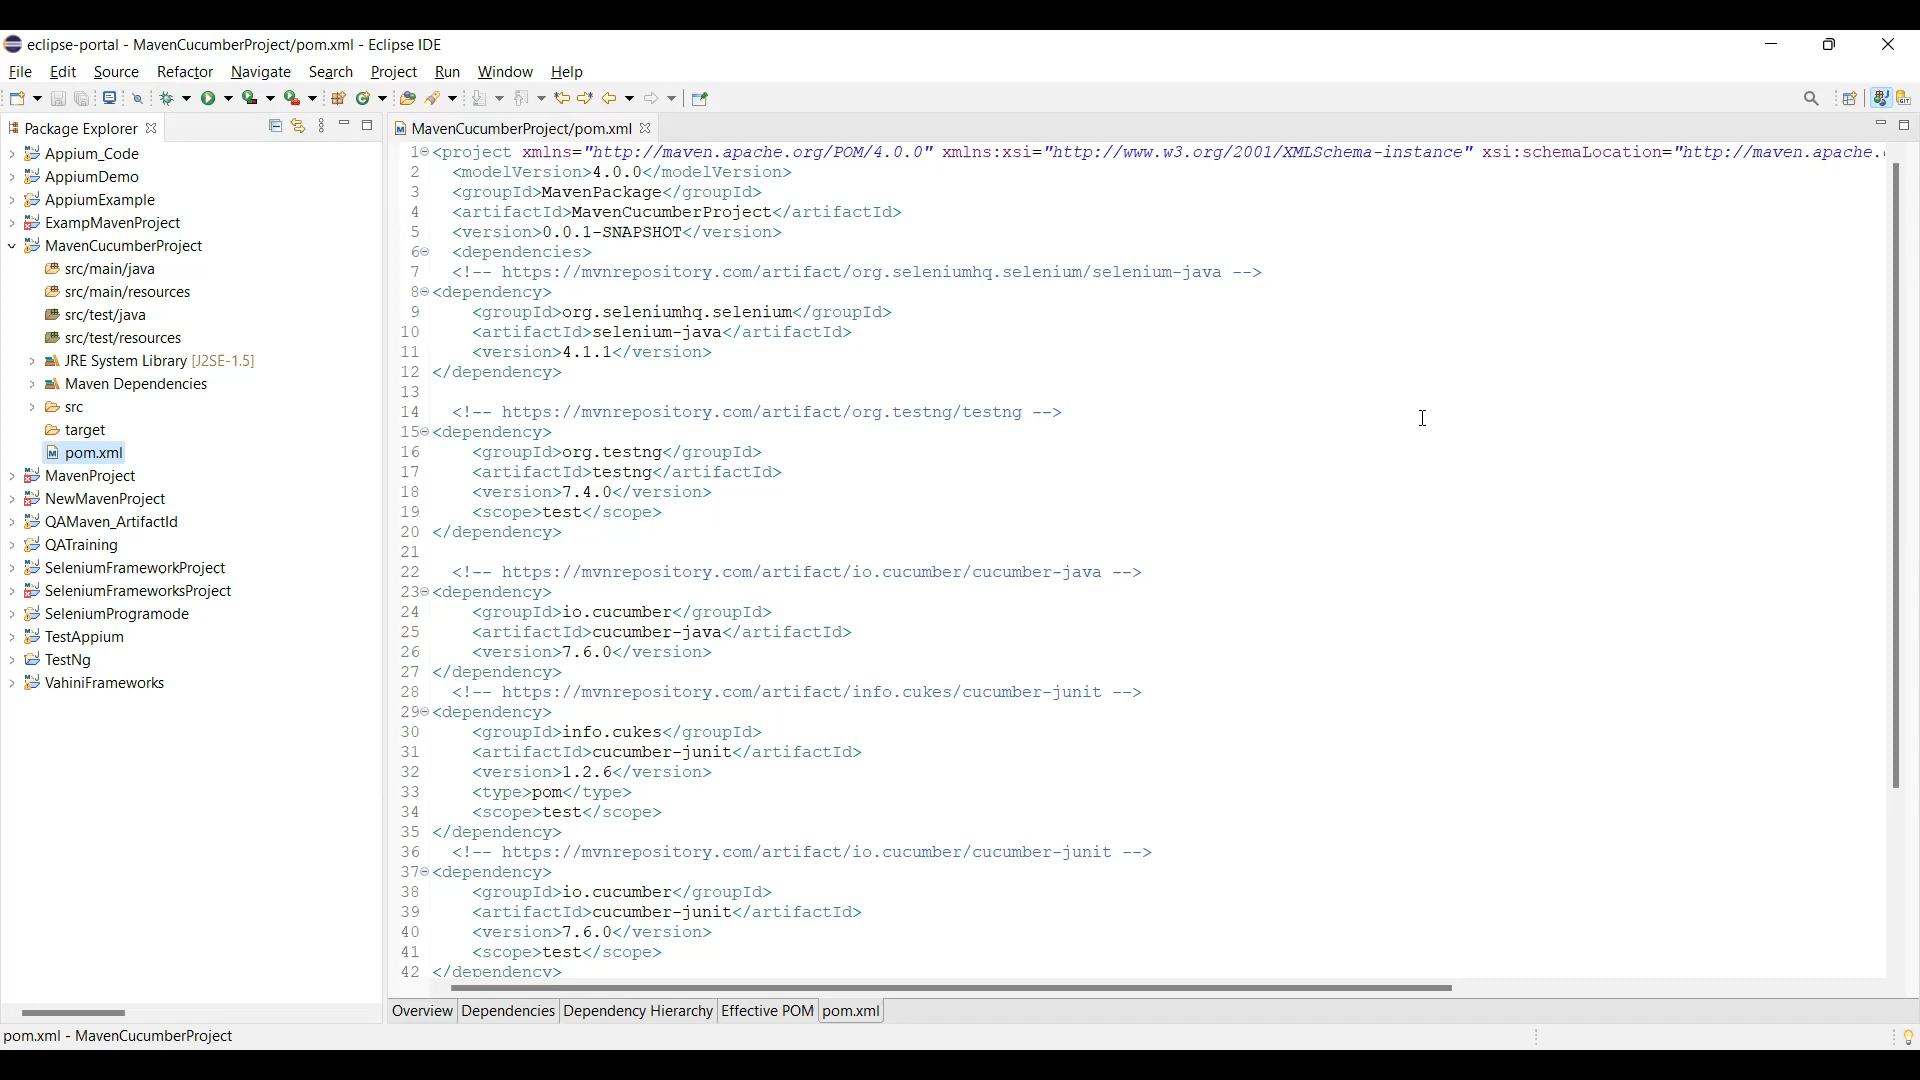 eclipse-portal - MavenCucumberProject/pom.xml - Eclipse IDE
File Edit Source Refactor Navigate Search Project Run Window Help
Package Explorer
Appium_Code
AppiumDemo
AppiumExample
ExampMavenProject
MavenCucumberProject
src/main/java
src/main/resources
src/test/java
src/test/resources
JRE System Library [J2SE-1.5]
Maven Dependencies
src
target
pom.xml
MavenProject
NewMavenProject
QAMaven_ArtifactId
QATraining
SeleniumFrameworkProject
SeleniumFrameworksProject
SeleniumProgramode
TestAppium
TestNg
VahiniFrameworks
MavenCucumberProject/pom.xml
1 <project xmlns="http://maven.apache.org/POM/4.0.0" xmlns:xsi="http://www.w3.org/2001/XMLSchema-instance" xsi:schemaLocation="http://maven.apache.
2 <modelVersion>4.0.0</modelVersion>
3 <groupId>MavenPackage</groupId>
4 <artifactId>MavenCucumberProject</artifactId>
5 <version>0.0.1-SNAPSHOT</version>
6 <dependencies>
7 <!-- https://mvnrepository.com/artifact/org.seleniumhq.selenium/selenium-java -->
8 <dependency>
9 <groupId>org.seleniumhq.selenium</groupId>
10 <artifactId>selenium-java</artifactId>
11 <version>4.1.1</version>
12 </dependency>
13
14 <!-- https://mvnrepository.com/artifact/org.testng/testng -->
15 <dependency>
16 <groupId>org.testng</groupId>
17 <artifactId>testng</artifactId>
18 <version>7.4.0</version>
19 <scope>test</scope>
20 </dependency>
21
22 <!-- https://mvnrepository.com/artifact/io.cucumber/cucumber-java -->
23 <dependency>
24 <groupId>io.cucumber</groupId>
25 <artifactId>cucumber-java</artifactId>
26 <version>7.6.0</version>
27 </dependency>
28 <!-- https://mvnrepository.com/artifact/info.cukes/cucumber-junit -->
29 <dependency>
30 <groupId>info.cukes</groupId>
31 <artifactId>cucumber-junit</artifactId>
32 <version>1.2.6</version>
33 <type>pom</type>
34 <scope>test</scope>
35 </dependency>
36 <!-- https://mvnrepository.com/artifact/io.cucumber/cucumber-junit -->
37 <dependency>
38 <groupId>io.cucumber</groupId>
39 <artifactId>cucumber-junit</artifactId>
40 <version>7.6.0</version>
41 <scope>test</scope>
42 </dependency>
Overview Dependencies Dependency Hierarchy Effective POM pom.xml
pom.xml - MavenCucumberProject